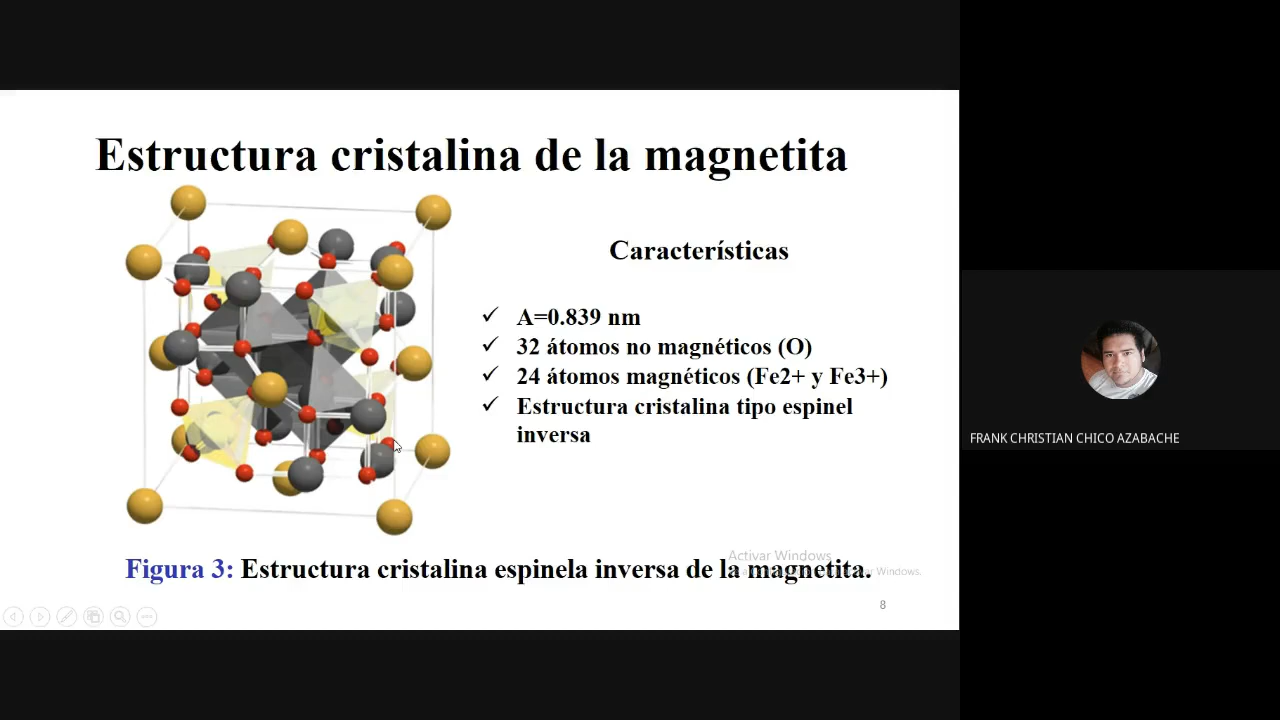 Estructura cristalina de la magnetita
Características
✓ A=0.839 nm
✓ 32 átomos no magnéticos (O)
✓ 24 átomos magnéticos (Fe2+ y Fe3+)
✓ Estructura cristalina tipo espinel
inversa
Activar Windows
Windows.
Figura 3: Estructura cristalina espinela inversa de la magnetita.
8
FRANK CHRISTIAN CHICO AZABACHE